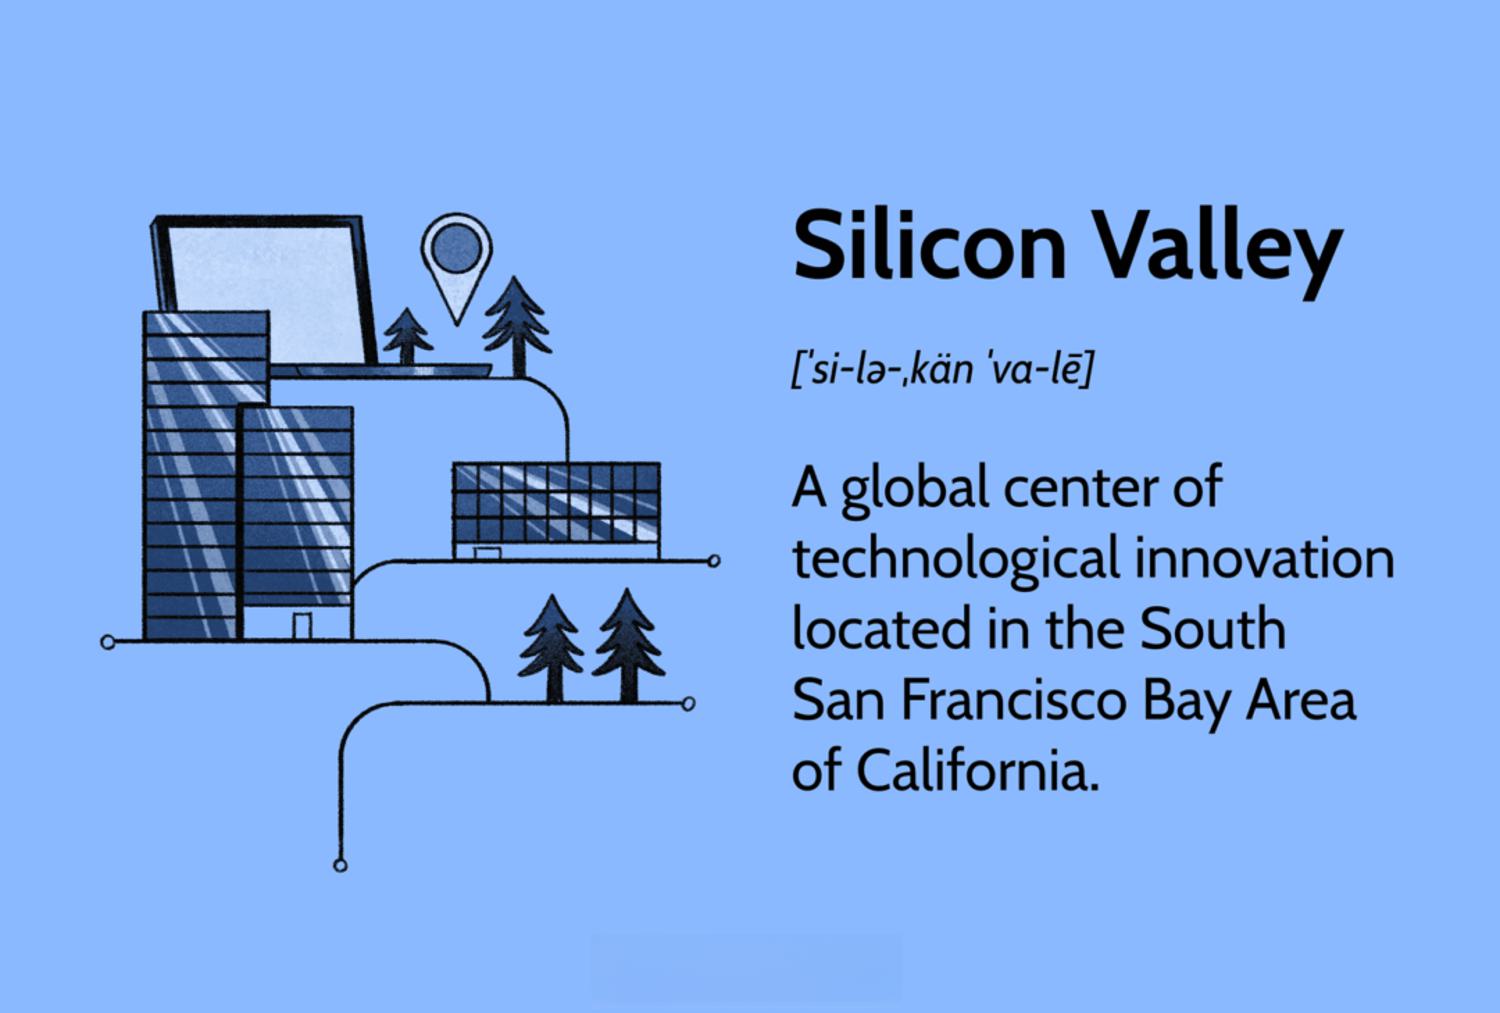 Silicon Valley
[ˈsi-lə-ˌkän ˈva-lē]
A global center of
technological innovation
located in the South
San Francisco Bay Area
of California.